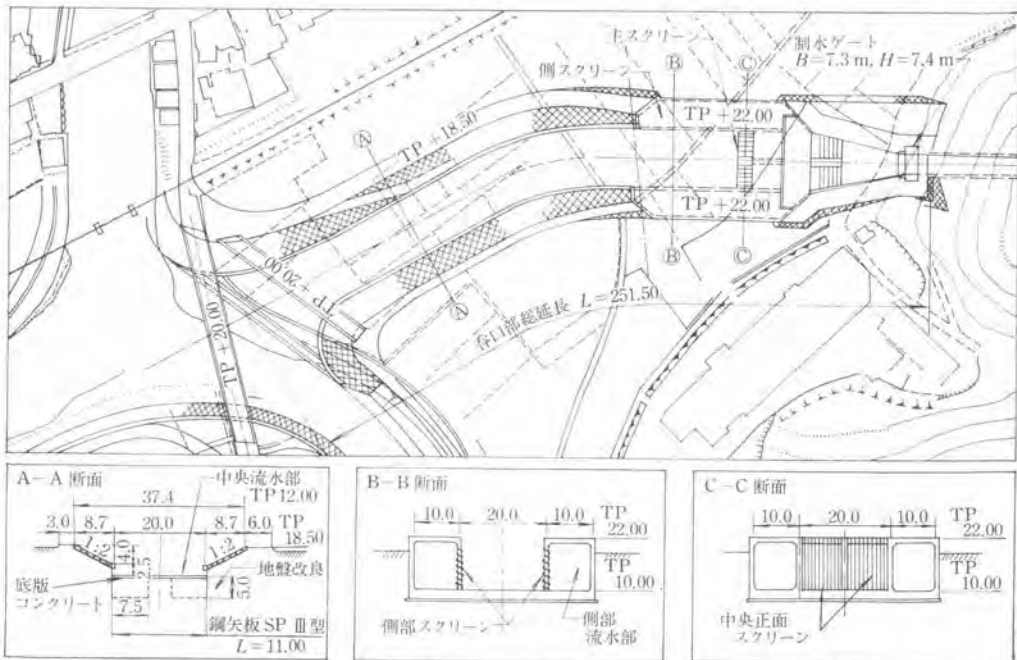 主スクリーン
側スクリーン
制水ゲート
B=7.3 m, H=7.4 m
Ⓑ
Ⓒ
TP +22.00
Ⓐ
TP +18.50
TP +22.00
Ⓑ
Ⓒ
TP +20.00
TP +20.00
Ⓐ
呑口部総延長 L=251.50
A-A 断面
中央流水部
37.4
TP 12.00
3.0
8.7
20.0
8.7
6.0
TP
18.50
1:2
4.0
2.5
1:2
底版
コンクリート
地盤改良
5.0
7.5
鋼矢板 SP Ⅲ型
L=11.00
B-B 断面
10.0
20.0
10.0
TP
22.00
TP
10.00
側部スクリーン
側部
流水部
C-C 断面
10.0
20.0
10.0
TP
22.00
TP
10.00
中央正面
スクリーン